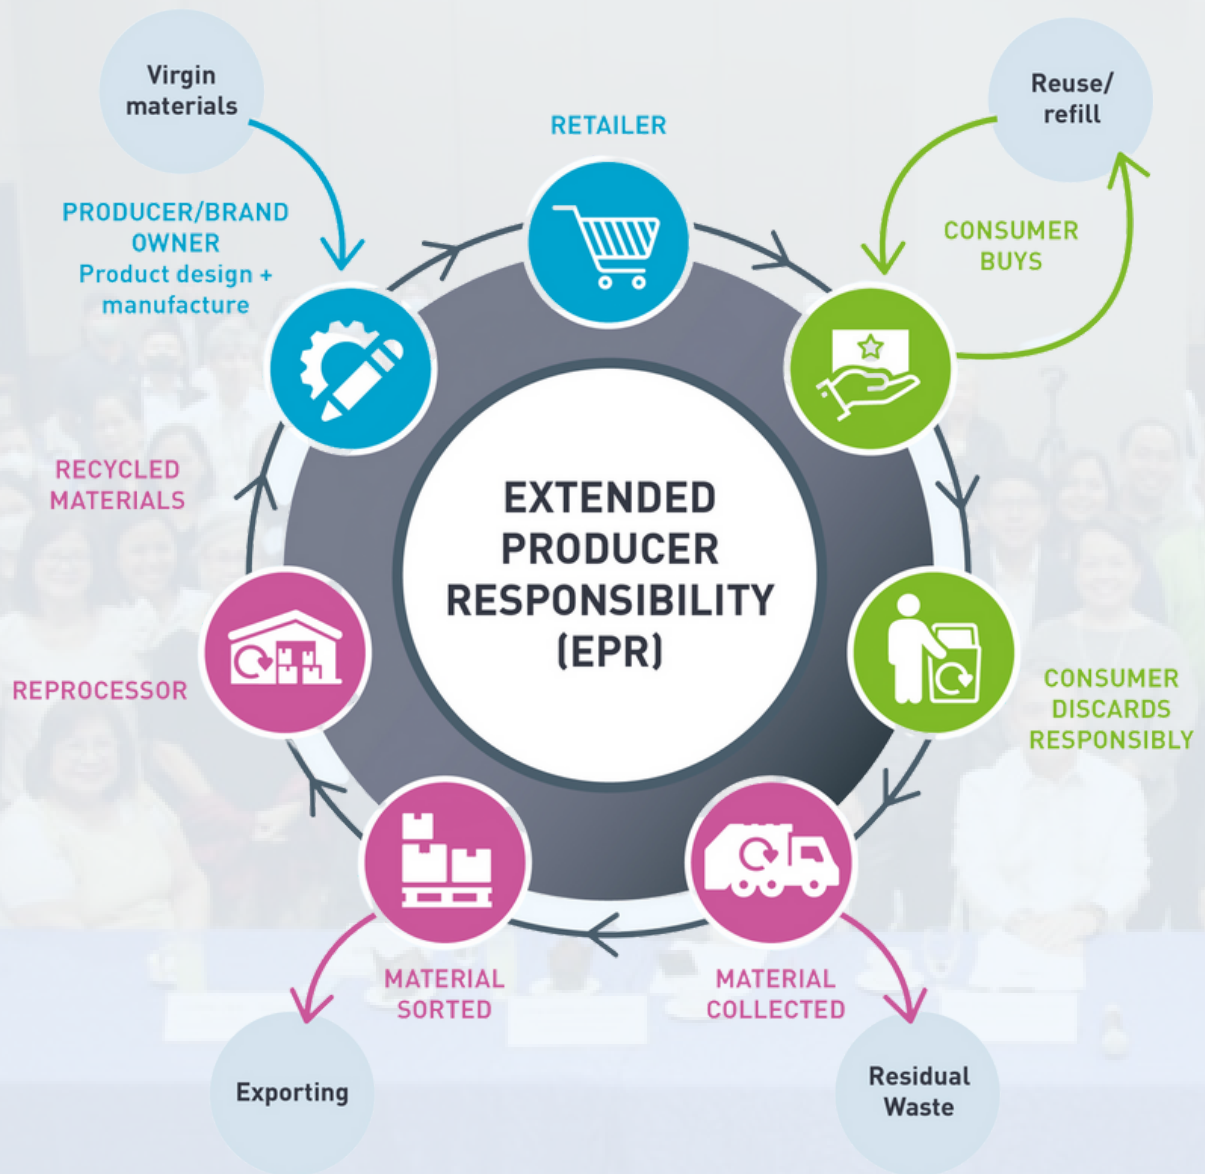 Virgin
materials
Reuse/
refill
RETAILER
PRODUCER/BRAND
OWNER
Product design +
manufacture
CONSUMER
BUYS
RECYCLED
MATERIALS
EXTENDED
PRODUCER
RESPONSIBILITY
(EPR)
REPROCESSOR
CONSUMER
DISCARDS
RESPONSIBLY
MATERIAL
SORTED
MATERIAL
COLLECTED
Exporting
Residual
Waste